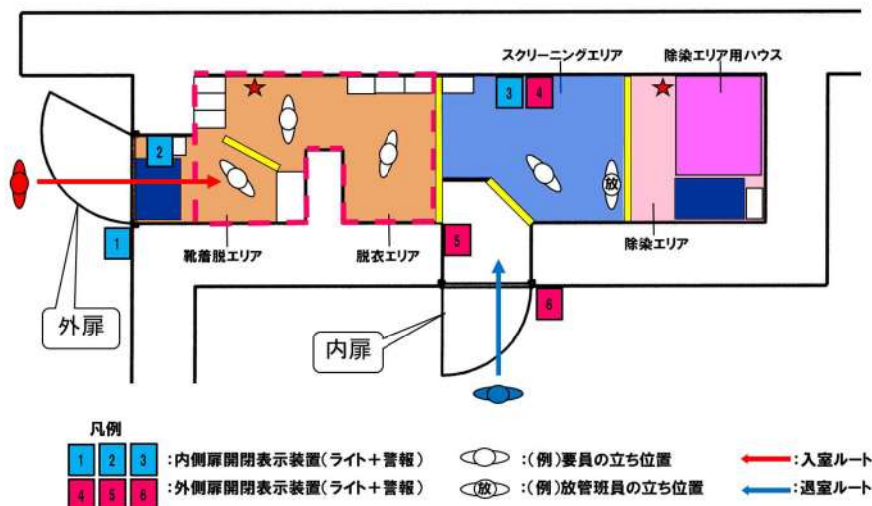 スクリーニングエリア
除染エリア用ハウス
3
4
2
放
1
5
靴着脱エリア
脱衣エリア
除染エリア
6
外扉
内扉
凡例
1 2 3 :内側扉開閉表示装置(ライト+警報)
:(例)要員の立ち位置
:入室ルート
4 5 6 :外側扉開閉表示装置(ライト+警報)
放 :(例)放管班員の立ち位置
:退室ルート